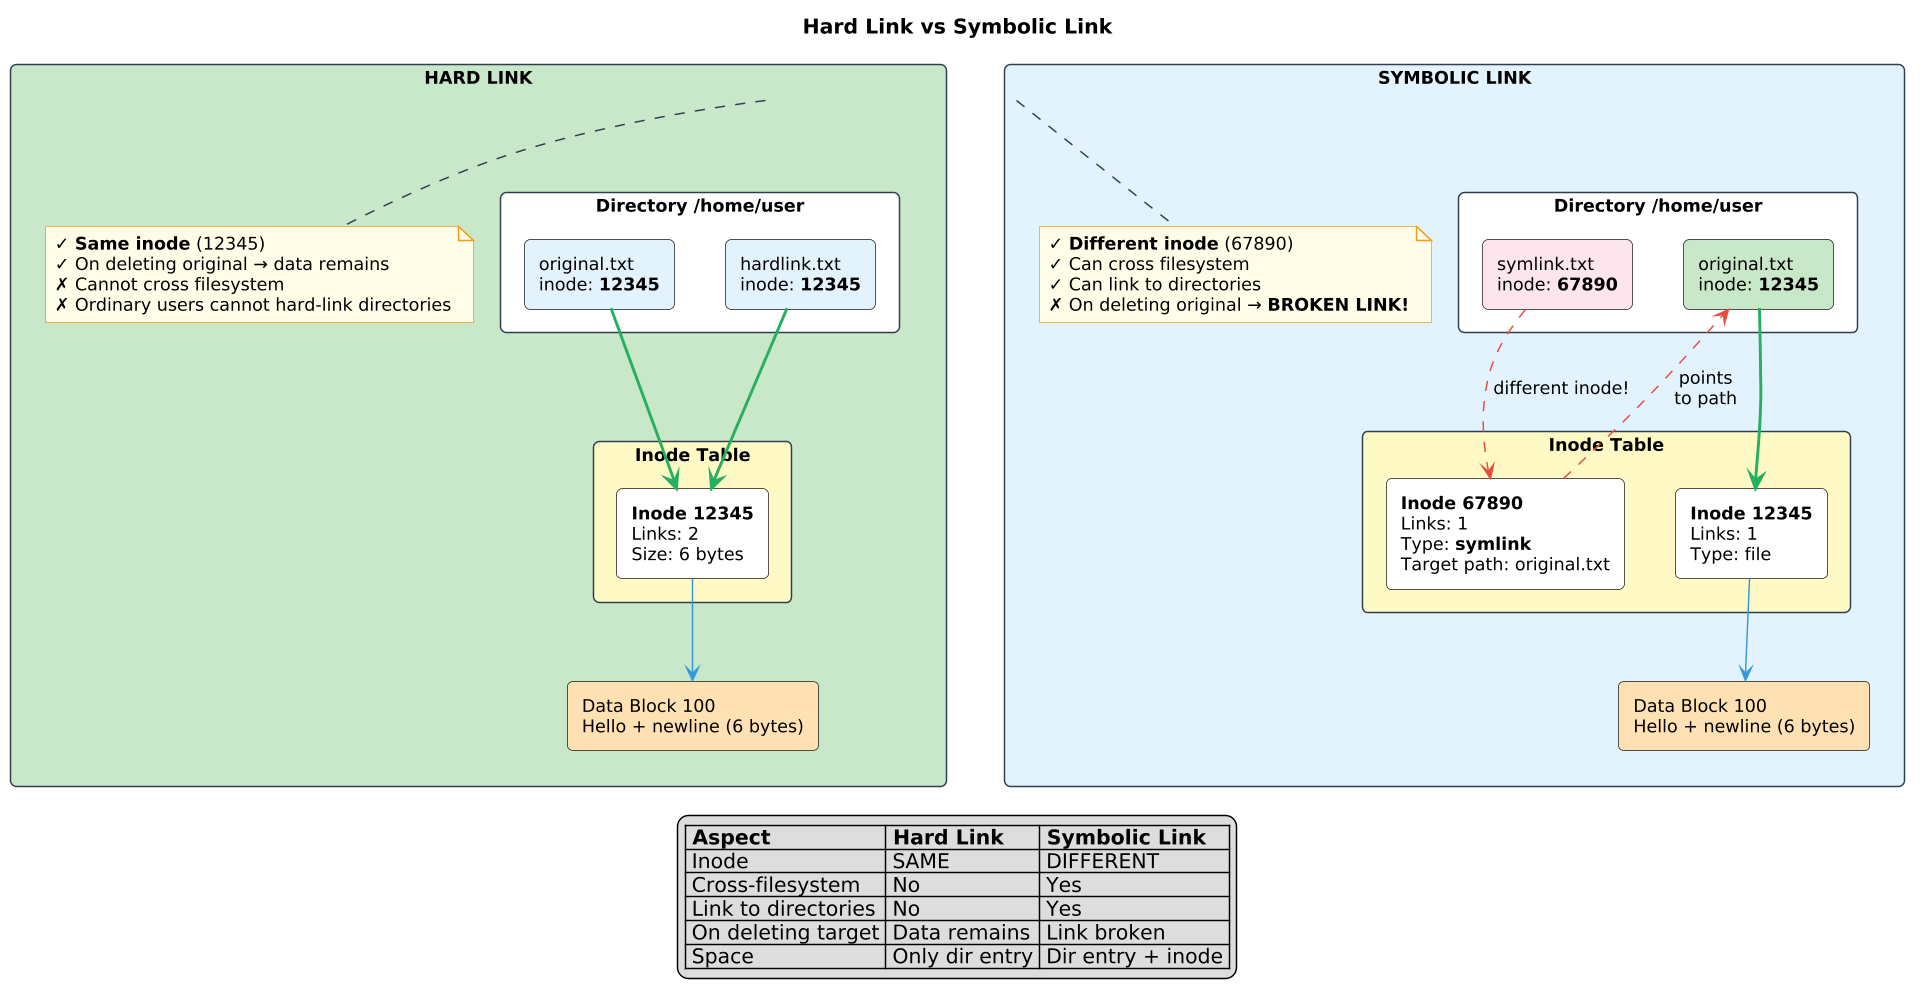 Hard Link vs Symbolic Link
HARD LINK
✓ Same inode (12345)
✓ On deleting original → data remains
✗ Cannot cross filesystem
✗ Ordinary users cannot hard-link directories
Directory /home/user
original.txt
inode: 12345
hardlink.txt
inode: 12345
Inode Table
Inode 12345
Links: 2
Size: 6 bytes
Data Block 100
Hello + newline (6 bytes)
SYMBOLIC LINK
✓ Different inode (67890)
✓ Can cross filesystem
✓ Can link to directories
✗ On deleting original → BROKEN LINK!
Directory /home/user
symlink.txt
inode: 67890
original.txt
inode: 12345
different inode!
points
to path
Inode Table
Inode 67890
Links: 1
Type: symlink
Target path: original.txt
Inode 12345
Links: 1
Type: file
Data Block 100
Hello + newline (6 bytes)
Aspect Hard Link Symbolic Link
Inode SAME DIFFERENT
Cross-filesystem No Yes
Link to directories No Yes
On deleting target Data remains Link broken
Space Only dir entry Dir entry + inode